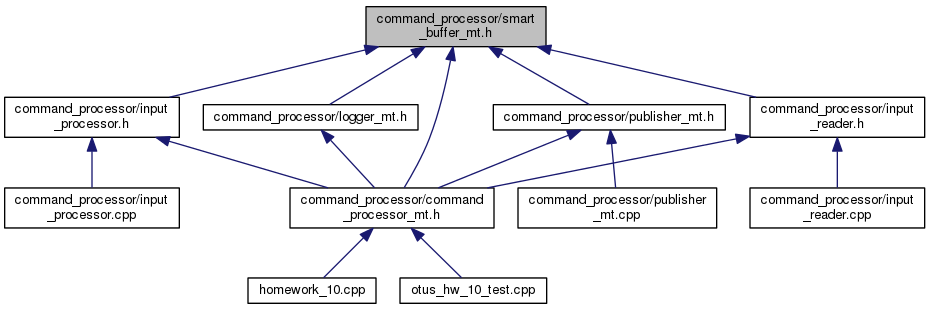 command_processor/smart
_buffer_mt.h
command_processor/input
_processor.h
command_processor/logger_mt.h
command_processor/publisher_mt.h
command_processor/input
_reader.h
command_processor/input
_processor.cpp
command_processor/command
_processor_mt.h
command_processor/publisher
_mt.cpp
command_processor/input
_reader.cpp
homework_10.cpp
otus_hw_10_test.cpp